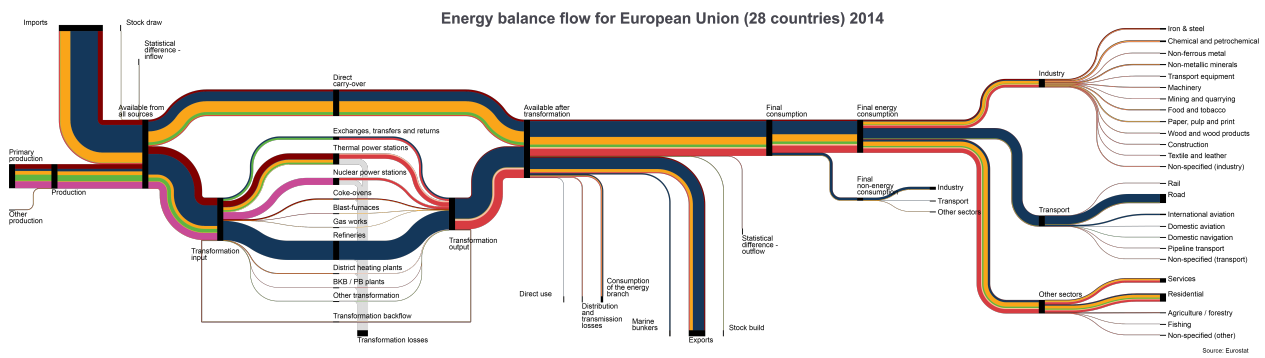 Energy balance flow for European Union (28 countries) 2014
Imports
Stock draw
Statistical
difference -
inflow
Available from
all sources
Primary
production
Production
Other
production
Direct
carry-over
Exchanges, transfers and returns
Thermal power stations
Nuclear power stations
Coke-ovens
Blast-furnaces
Gas works
Refineries
District heating plants
BKB / PB plants
Other transformation
Transformation backflow
Transformation losses
Transformation
input
Transformation
output
Available after
transformation
Direct use
Distribution
and
transmission
losses
Consumption
of the energy
branch
Marine
bunkers
Exports
Stock build
Statistical
difference -
outflow
Final
consumption
Final energy
consumption
Final
non-energy
consumption
Industry
Transport
Other sectors
Industry
Iron & steel
Chemical and petrochemical
Non-ferrous metal
Non-metallic minerals
Transport equipment
Machinery
Mining and quarrying
Food and tobacco
Paper, pulp and print
Wood and wood products
Construction
Textile and leather
Non-specified (industry)
Transport
Rail
Road
International aviation
Domestic aviation
Domestic navigation
Pipeline transport
Non-specified (transport)
Other sectors
Services
Residential
Agriculture / forestry
Fishing
Non-specified (other)
Source: Eurostat